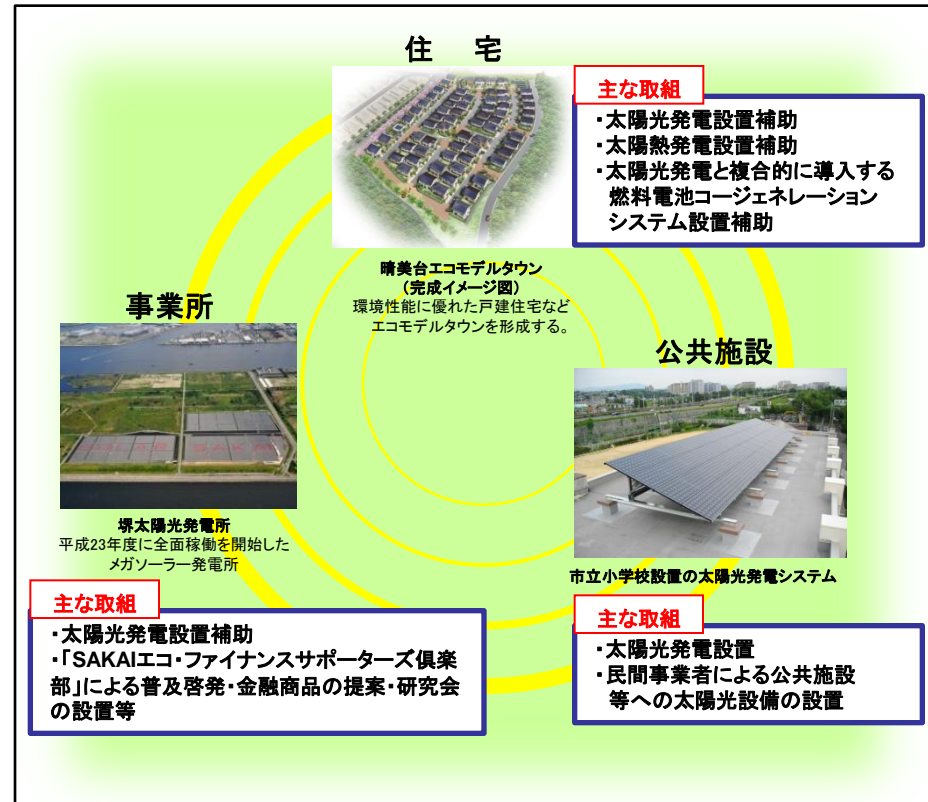 住　宅
主な取組
・太陽光発電設置補助
・太陽熱発電設置補助
・太陽光発電と複合的に導入する
燃料電池コージェネレーション
システム設置補助
晴美台エコモデルタウン
（完成イメージ図）
環境性能に優れた戸建住宅など
エコモデルタウンを形成する。
事業所
堺太陽光発電所
平成23年度に全面稼働を開始した
メガソーラー発電所
主な取組
・太陽光発電設置補助
・「SAKAIエコ・ファイナンスサポーターズ倶楽
部」による普及啓発・金融商品の提案・研究会
の設置等
公共施設
市立小学校設置の太陽光発電システム
主な取組
・太陽光発電設置
・民間事業者による公共施設
等への太陽光設備の設置